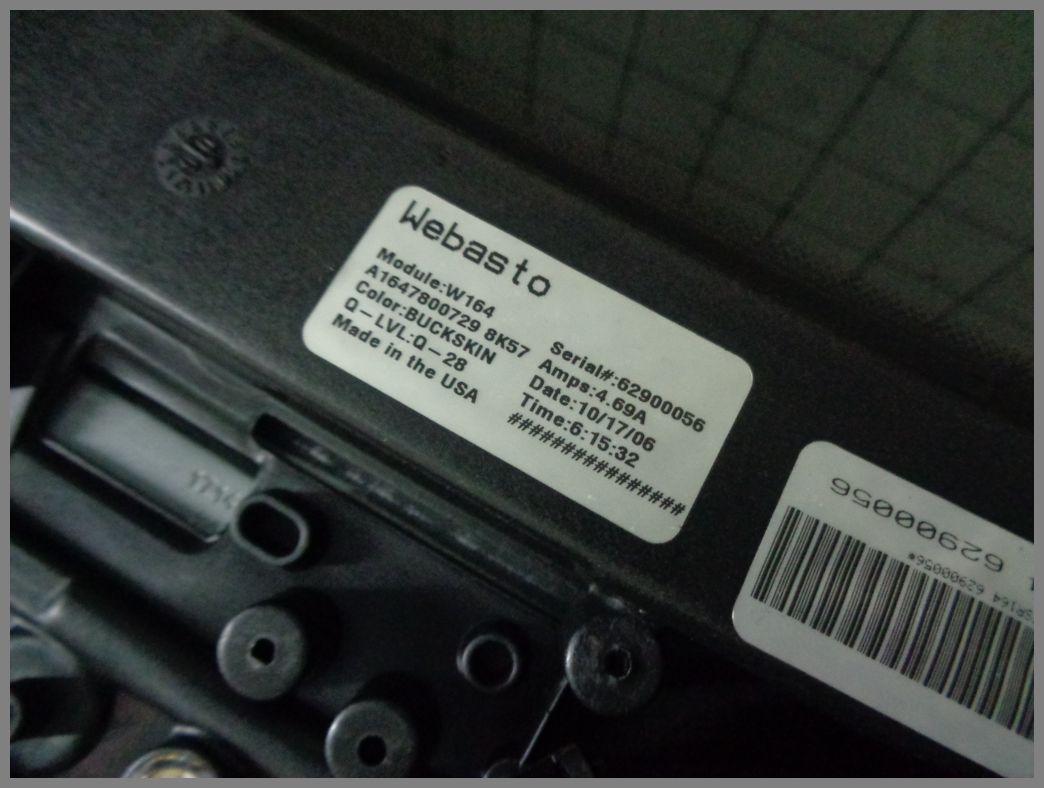 Webasto
Module:W164
A1647800729 8K57
Color:BUCKSKIN
Q-LVL:Q-28
Made in the USA
Serial#:62900056
Amps:4.69A
Date:10/17/06
Time:6:15:32
################
62900056
62900056*